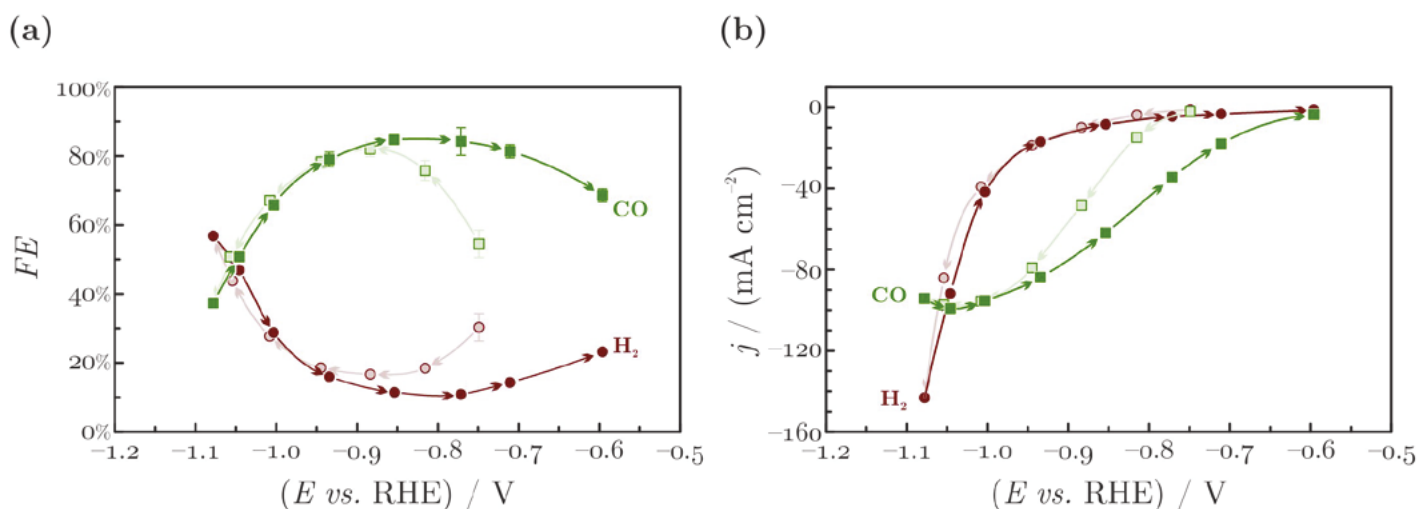 (a)
(b)
100%
80%
60%
40%
20%
0%
FE
CO
H₂
−1.2
−1.1
−1.0
−0.9
−0.8
−0.7
−0.6
−0.5
(E vs. RHE) / V
0
−40
−80
−120
−160
j / (mA cm⁻²)
CO
H₂
−1.2
−1.1
−1.0
−0.9
−0.8
−0.7
−0.6
−0.5
(E vs. RHE) / V